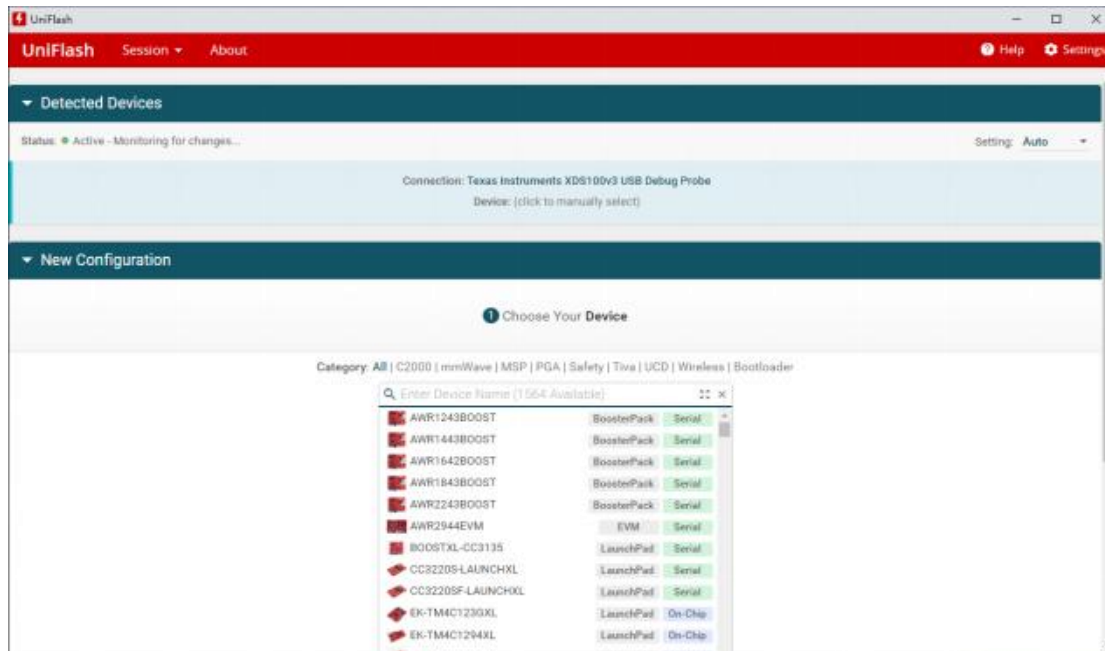 UniFlash
UniFlash Session About Help Settings
Detected Devices
Status: Active - Monitoring for changes... Setting: Auto
Connection: Texas Instruments XDS100v3 USB Debug Probe
Device: (click to manually select)
New Configuration
1 Choose Your Device
Category: All | C2000 | mmWave | MSP | PGA | Safety | Tiva | UCD | Wireless | Bootloader
Enter Device Name (1564 Available)
AWR1243BOOST BoosterPack Serial
AWR1443BOOST BoosterPack Serial
AWR1642BOOST BoosterPack Serial
AWR1843BOOST BoosterPack Serial
AWR2243BOOST BoosterPack Serial
AWR2944EVM EVM Serial
BOOSTXL-CC3135 LaunchPad Serial
CC3220S-LAUNCHXL LaunchPad Serial
CC3220SF-LAUNCHXL LaunchPad Serial
EK-TM4C123GXL LaunchPad On-Chip
EK-TM4C1294XL LaunchPad On-Chip